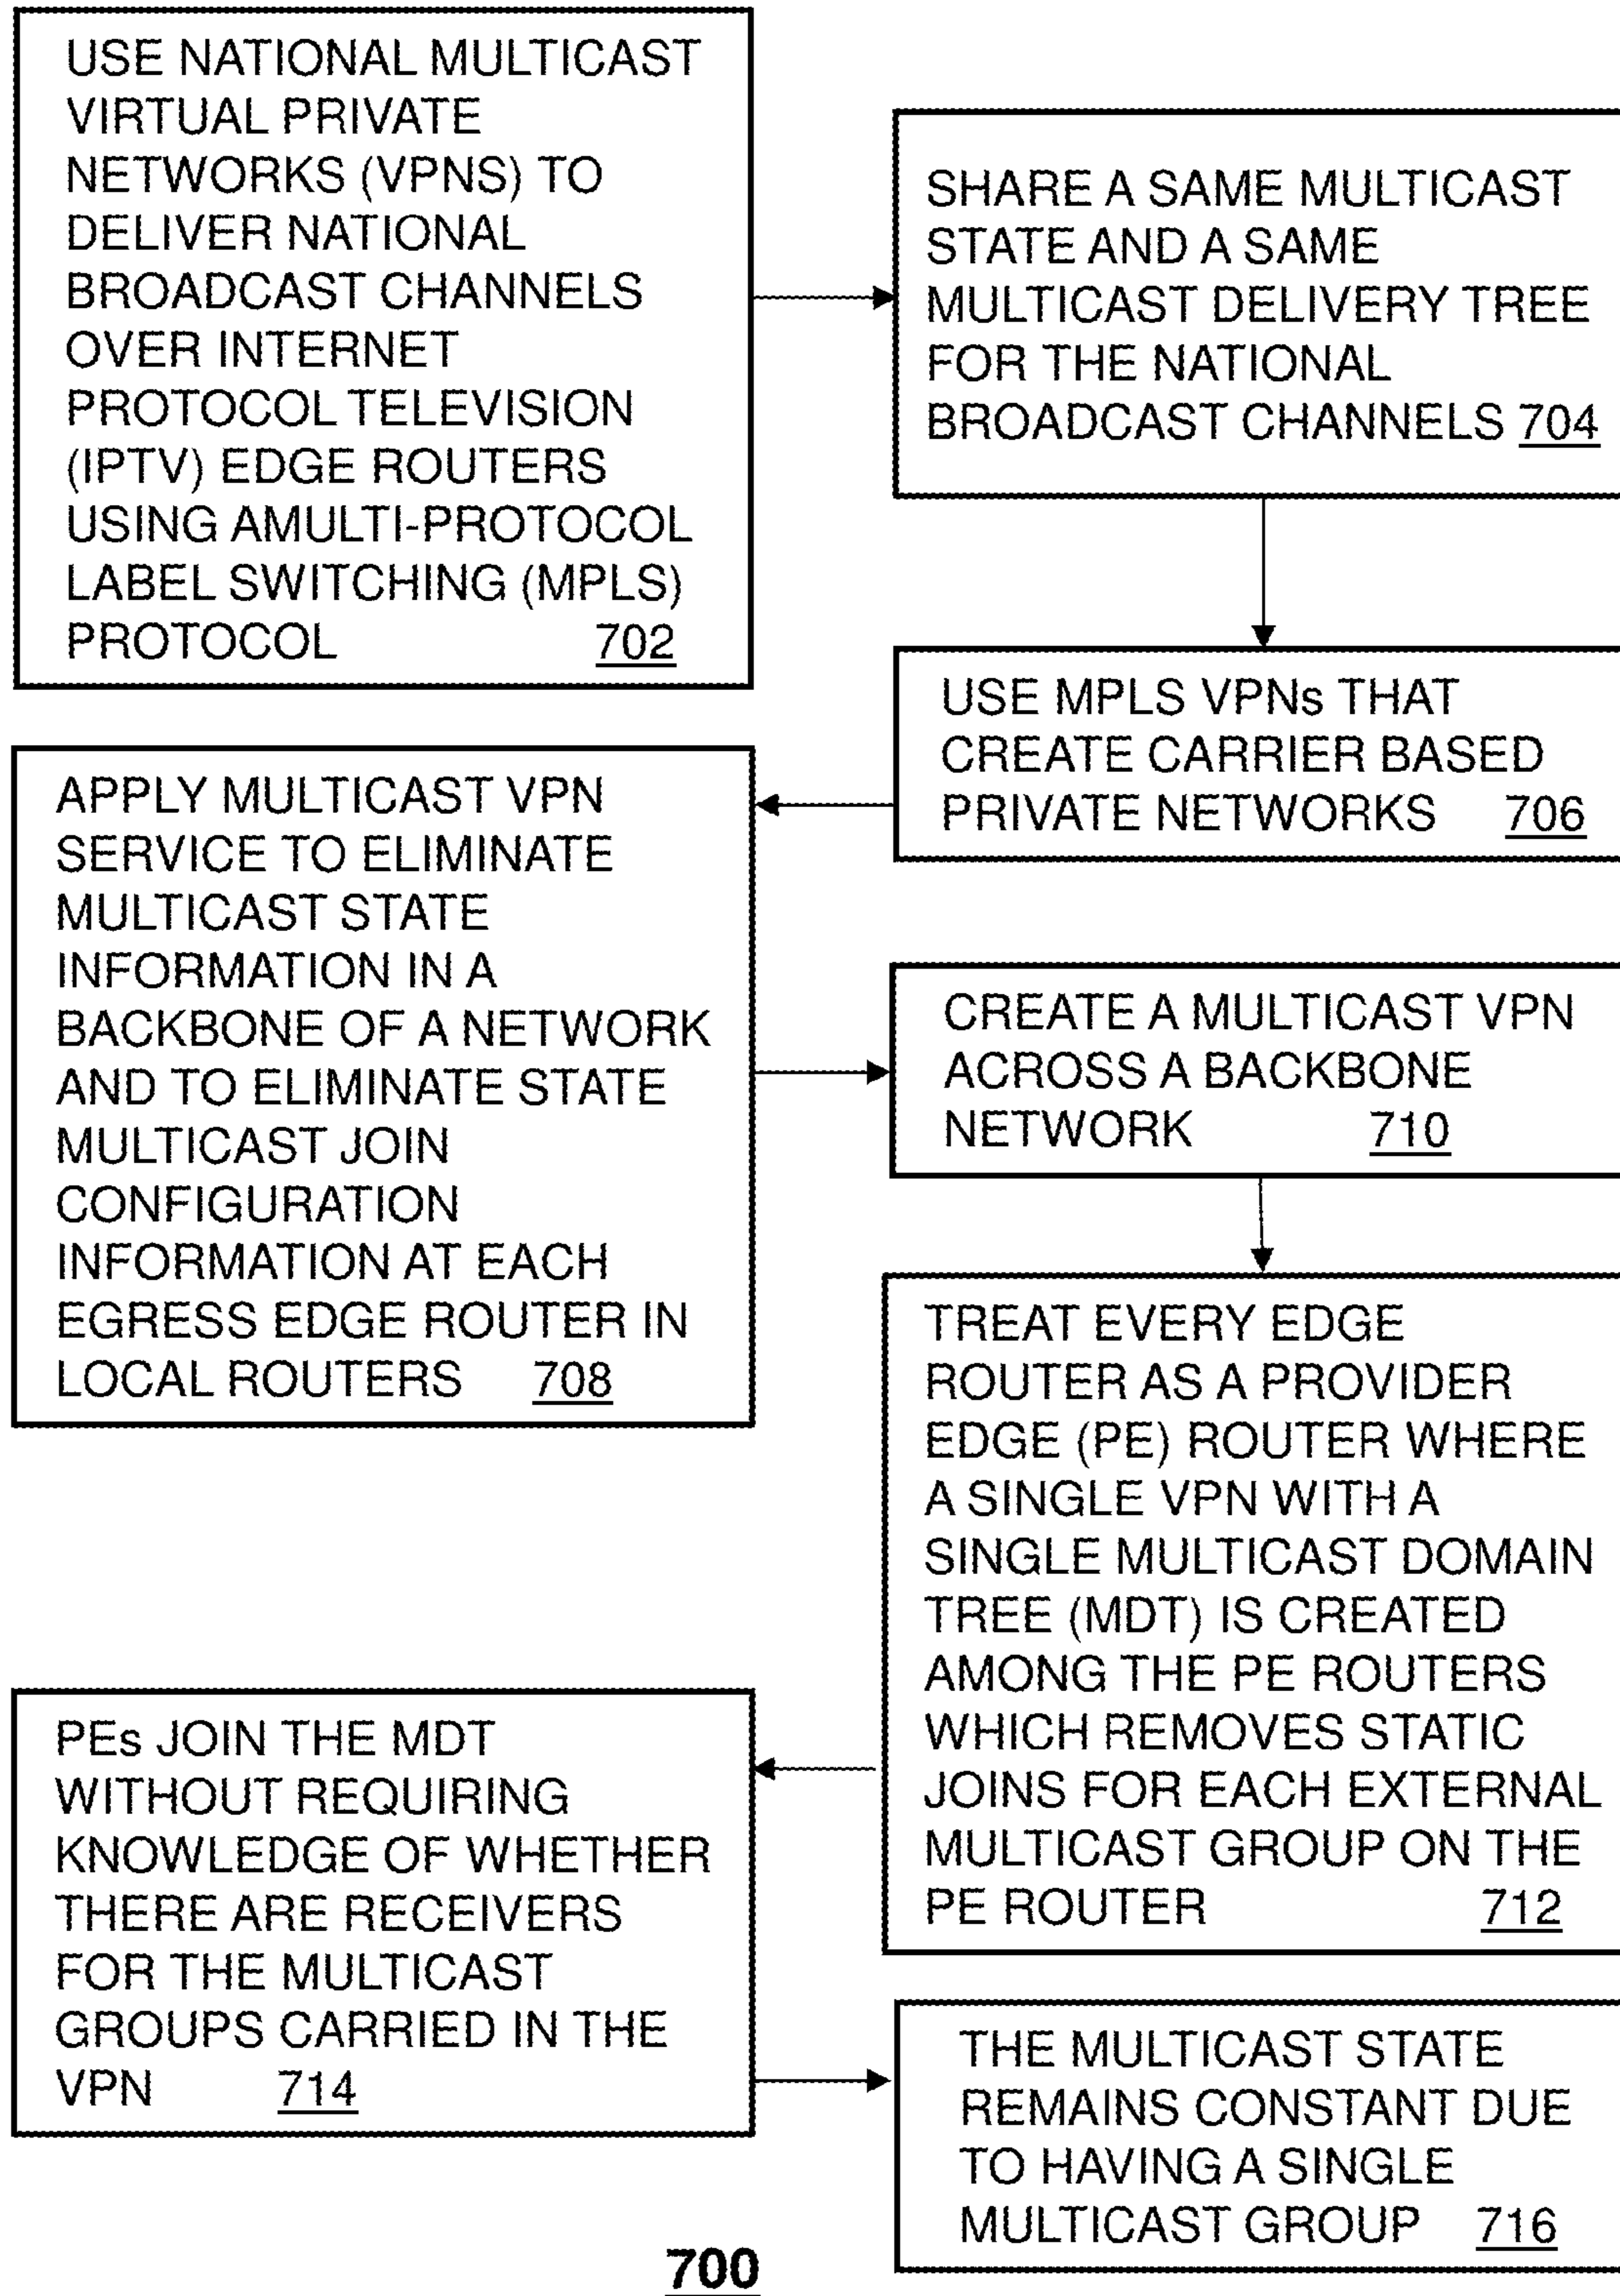 USE NATIONAL MULTICAST
VIRTUAL PRIVATE
NETWORKS (VPNS) TO
DELIVER NATIONAL
BROADCAST CHANNELS
OVER INTERNET
PROTOCOL TELEVISION
(IPTV) EDGE ROUTERS
USING AMULTI-PROTOCOL
LABEL SWITCHING (MPLS)
PROTOCOL 702
SHARE A SAME MULTICAST
STATE AND A SAME
MULTICAST DELIVERY TREE
FOR THE NATIONAL
BROADCAST CHANNELS 704
USE MPLS VPNs THAT
CREATE CARRIER BASED
PRIVATE NETWORKS 706
APPLY MULTICAST VPN
SERVICE TO ELIMINATE
MULTICAST STATE
INFORMATION IN A
BACKBONE OF A NETWORK
AND TO ELIMINATE STATE
MULTICAST JOIN
CONFIGURATION
INFORMATION AT EACH
EGRESS EDGE ROUTER IN
LOCAL ROUTERS 708
CREATE A MULTICAST VPN
ACROSS A BACKBONE
NETWORK 710
TREAT EVERY EDGE
ROUTER AS A PROVIDER
EDGE (PE) ROUTER WHERE
A SINGLE VPN WITH A
SINGLE MULTICAST DOMAIN
TREE (MDT) IS CREATED
AMONG THE PE ROUTERS
WHICH REMOVES STATIC
JOINS FOR EACH EXTERNAL
MULTICAST GROUP ON THE
PE ROUTER 712
PEs JOIN THE MDT
WITHOUT REQUIRING
KNOWLEDGE OF WHETHER
THERE ARE RECEIVERS
FOR THE MULTICAST
GROUPS CARRIED IN THE
VPN 714
THE MULTICAST STATE
REMAINS CONSTANT DUE
TO HAVING A SINGLE
MULTICAST GROUP 716
700